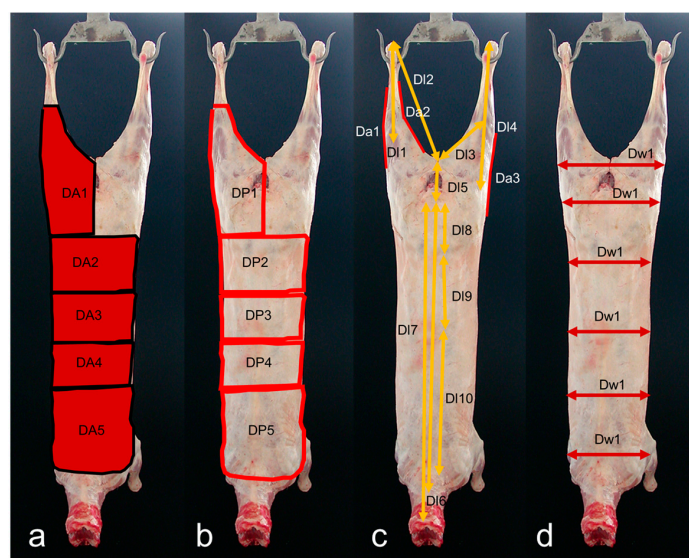 DA1
DA2
DA3
DA4
DA5
a
DP1
DP2
DP3
DP4
DP5
b
Dl2
Da2
Da1
Dl1
Dl3
Dl4
Dl5
Da3
Dl8
Dl9
Dl7
Dl10
Dl6
c
Dw1
Dw1
Dw1
Dw1
Dw1
Dw1
d